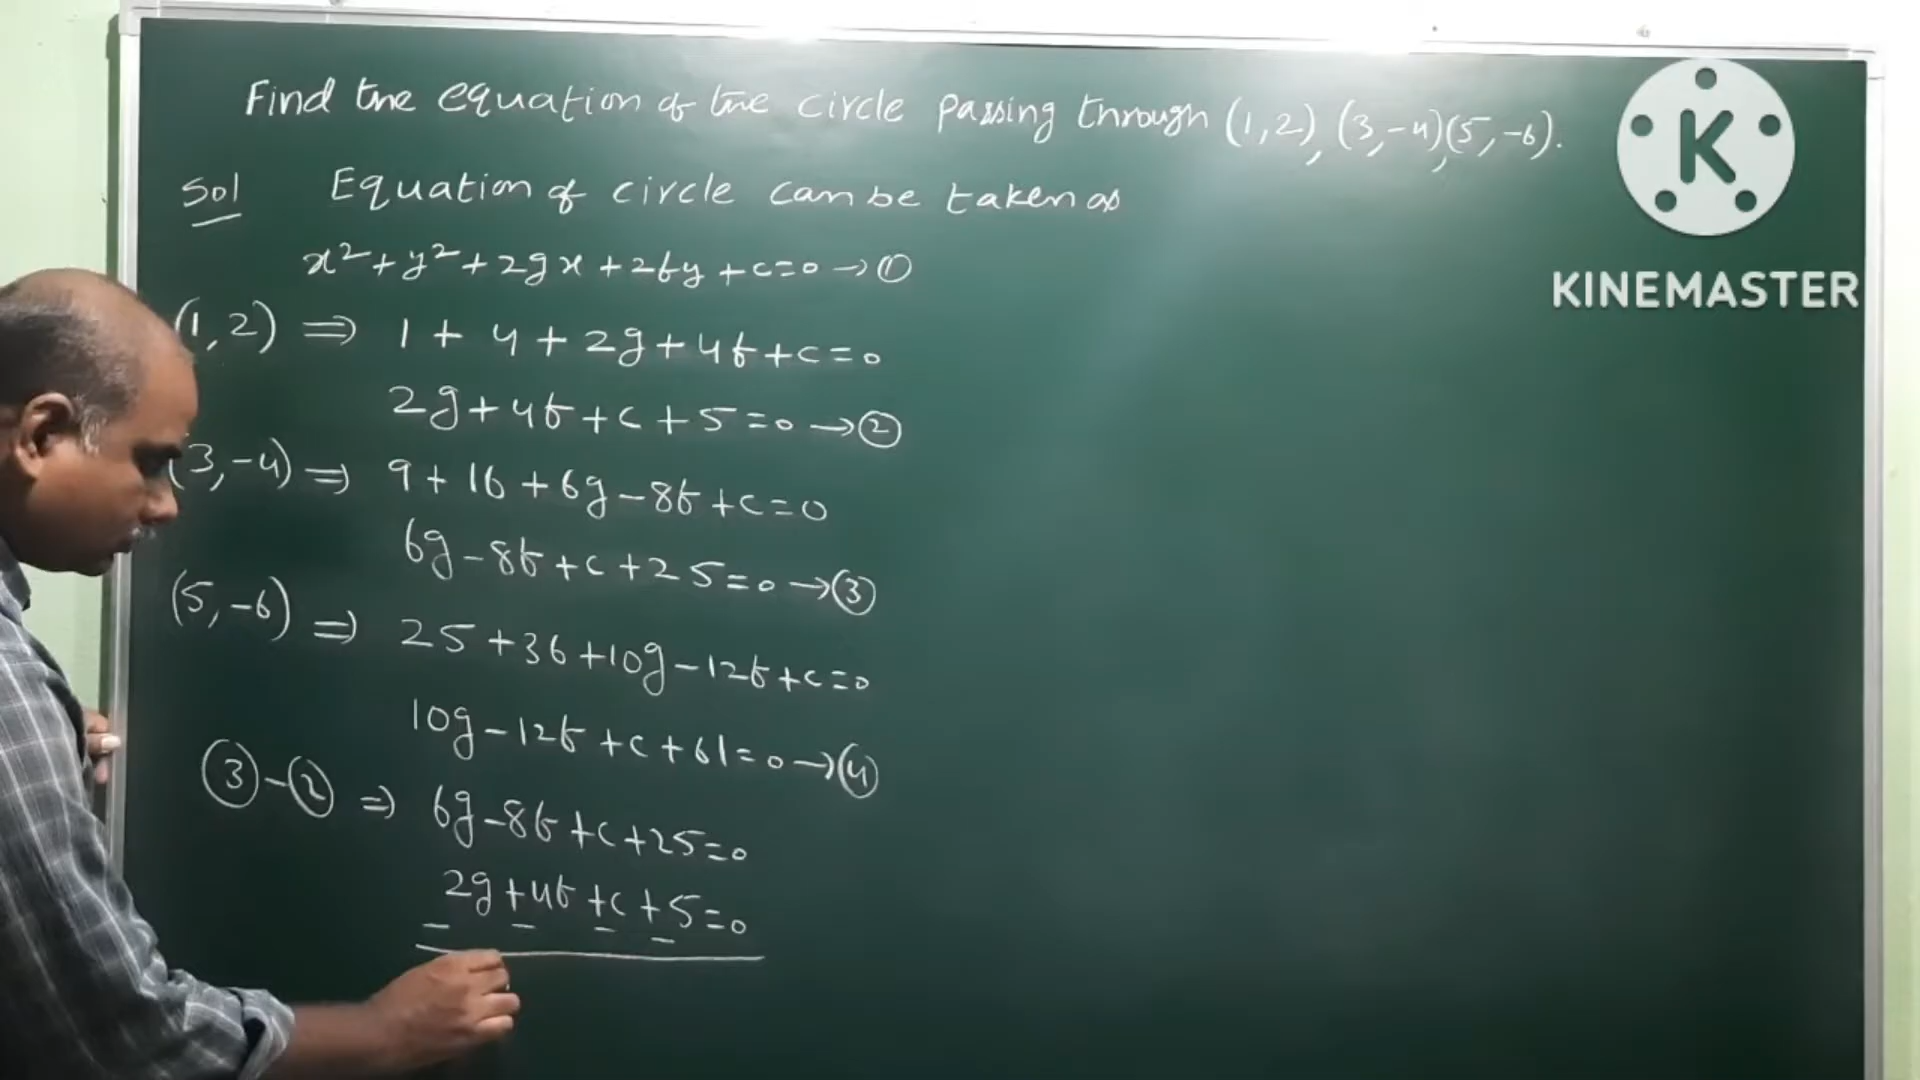 Find the equation of the circle passing through (1,2), (3,-4), (5,-6).
Sol Equation of circle can be taken as
x²+y²+2gx+2fy+c=0 → ①
(1,2) ⇒ 1+4+2g+4f+c=0
2g+4f+c+5=0 → ②
(3,-4) ⇒ 9+16+6g-8f+c=0
6g-8f+c+25=0 → ③
(5,-6) ⇒ 25+36+10g-12f+c=0
10g-12f+c+61=0 → ④
③-② ⇒ 6g-8f+c+25=0
2g+4f+c+5=0
- - - -
K
KINEMASTER